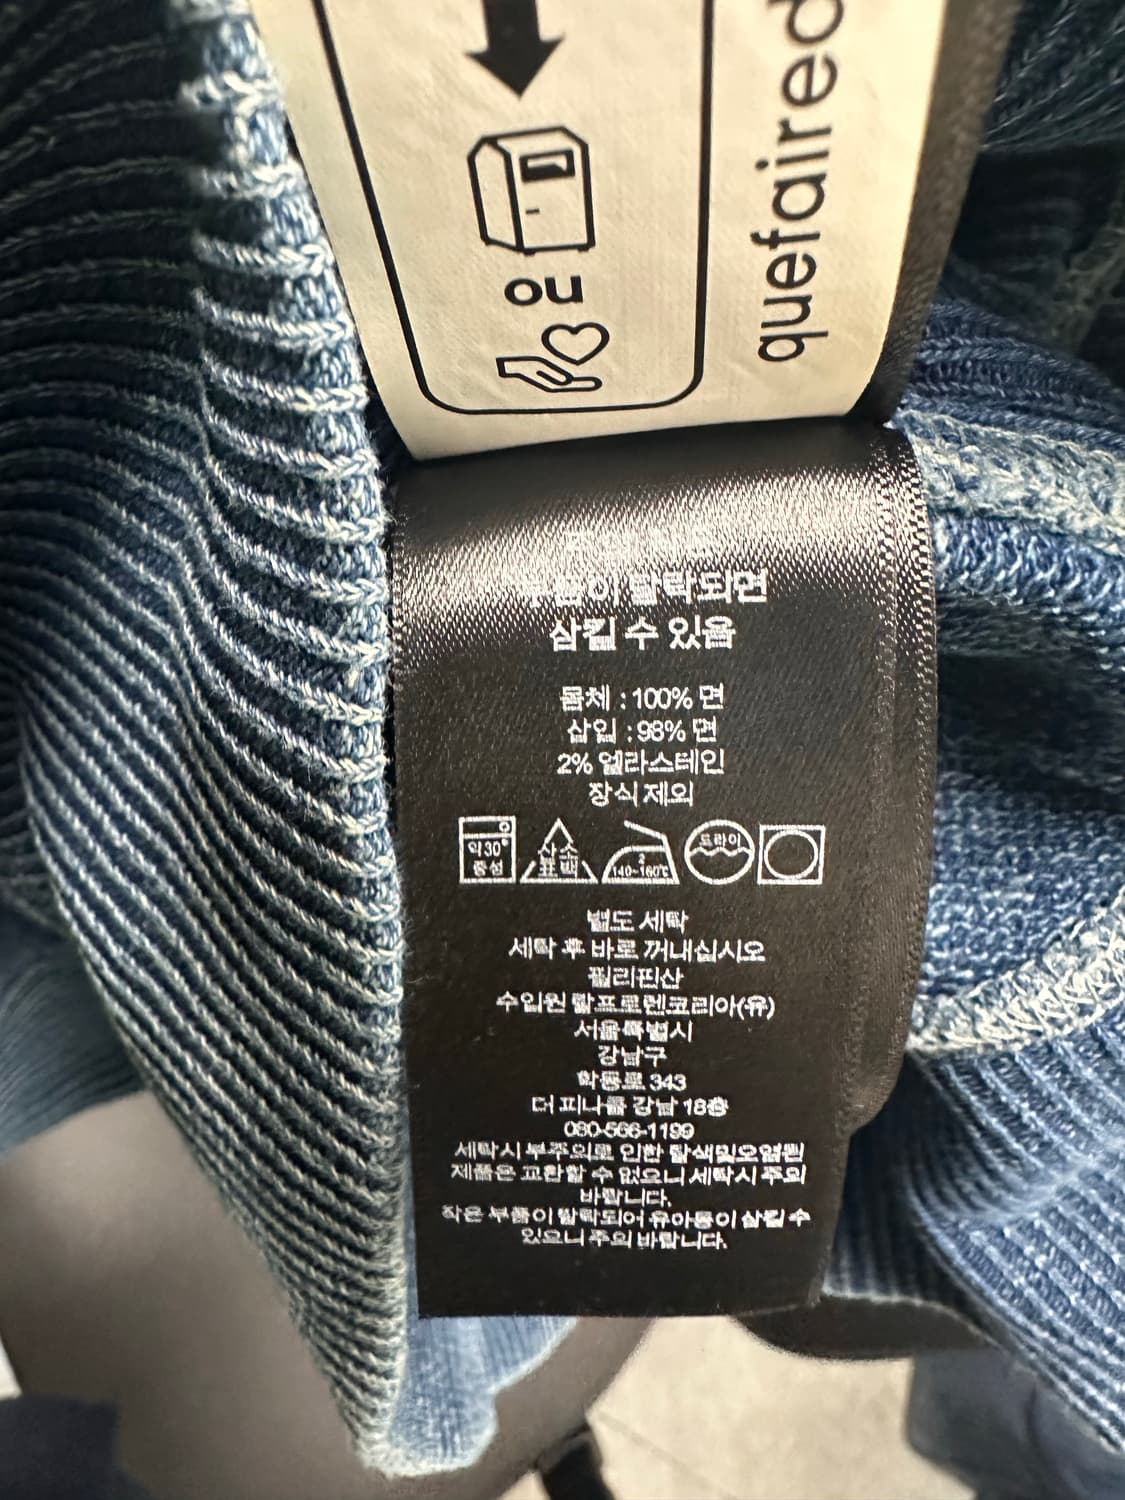 ou
quefaired
부품이 탈락되면
삼킬 수 있음
몸체 : 100% 면
삽입 : 98% 면
2% 엘라스테인
장식 제외
약30°
중성
산소
표백
2
140~160℃
드라이
별도 세탁
세탁 후 바로 꺼내십시오
필리핀산
수입원 랄프로렌코리아(유)
서울특별시
강남구
학동로 343
더 피나클 강남 18층
080-566-1199
세탁시 부주의로 인한 탈색및오염된
제품은 교환할 수 없으니 세탁시 주의
바랍니다.
작은 부품이 탈락되어 유아동이 삼킬 수
있으니 주의 바랍니다.